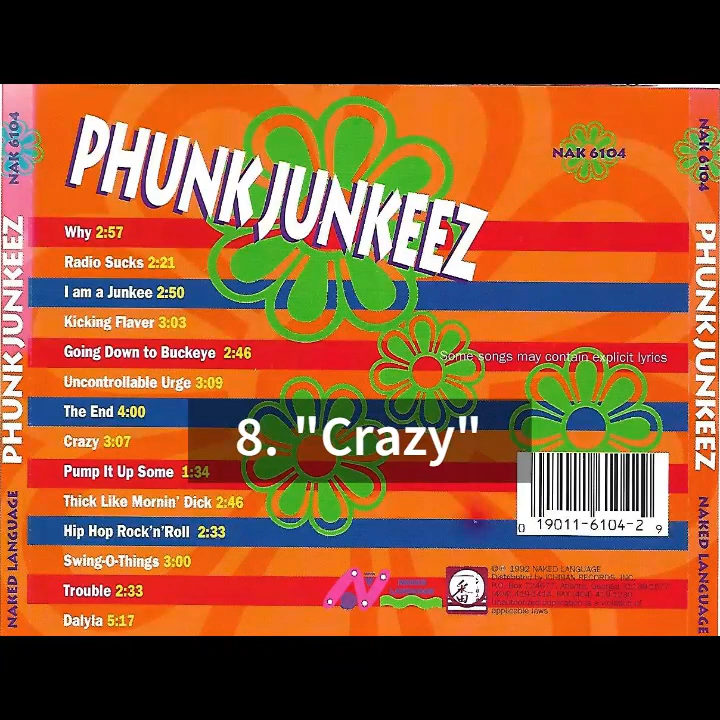 PHUNK JUNKEEZ
NAK 6104
NAK 6104
NAK 6104
Why 2:57
Radio Sucks 2:21
I am a Junkee 2:50
Kicking Flaver 3:03
Going Down to Buckeye 2:46
Some songs may contain explicit lyrics
Uncontrollable Urge 3:09
The End 4:00
Crazy 3:07
8. "Crazy"
Pump It Up Some 1:34
Thick Like Mornin' Dick 2:46
Hip Hop Rock'n'Roll 2:33
Swing-O-Things 3:00
Trouble 2:33
Dalyla 5:17
0 19011-6104-2 9
℗© 1992 NAKED LANGUAGE
Distributed by ICHIBAN RECORDS, INC.
applicable laws
PHUNK JUNKEEZ
NAKED LANGUAGE
PHUNK JUNKEEZ
NAKED LANGUAGE